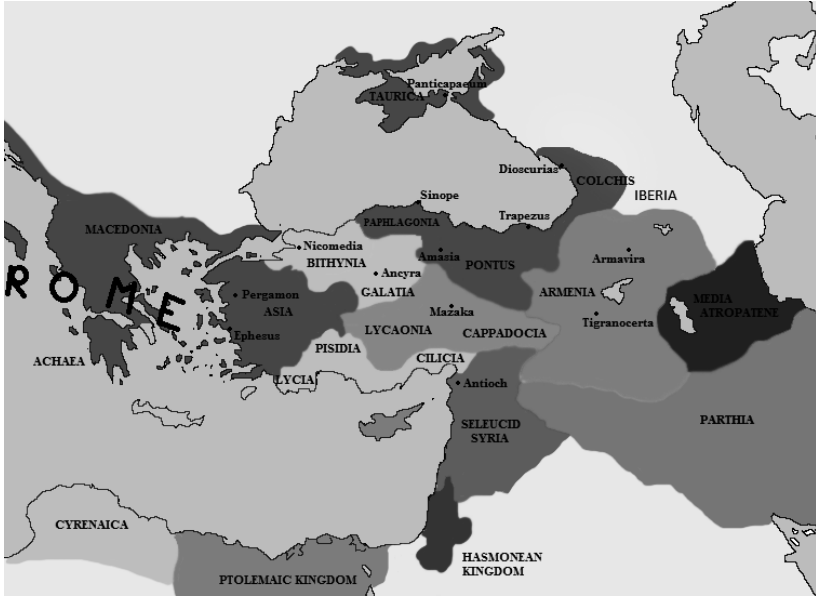 Panticapaeum
TAURICA
Dioscurias
COLCHIS
IBERIA
Sinope
Trapezus
PAPHLAGONIA
MACEDONIA
Nicomedia
BITHYNIA
Amasia
PONTUS
Armavira
Ancyra
GALATIA
ROME
Pergamon
ASIA
ARMENIA
MEDIA
ATROPATENE
Mazaka
Tigranocerta
Ephesus
LYCAONIA
CAPPADOCIA
PISIDIA
ACHAEA
CILICIA
LYCIA
Antioch
SELEUCID
SYRIA
PARTHIA
CYRENAICA
HASMONEAN
KINGDOM
PTOLEMAIC KINGDOM